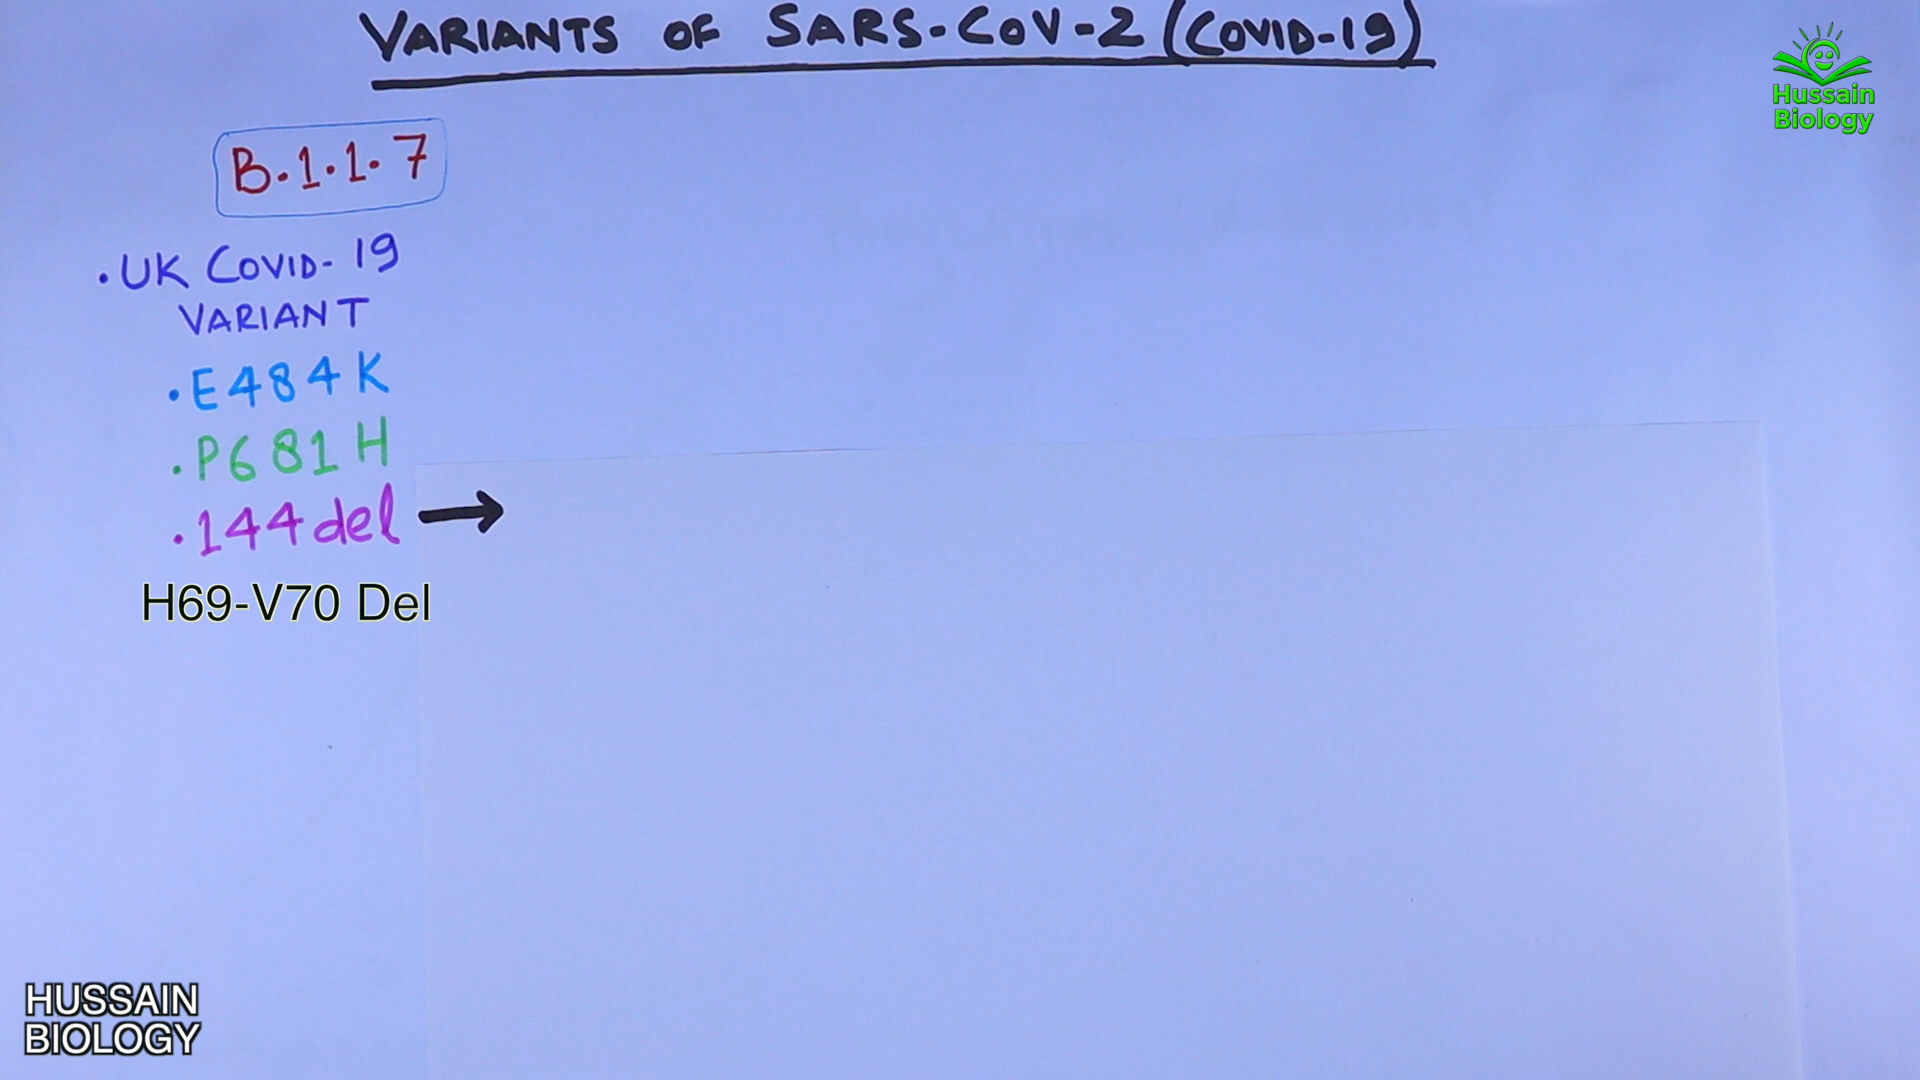 VARIANTS OF SARS-COV-2 (COVID-19)
Hussain
Biology
B.1.1.7
• UK COVID-19
VARIANT
• E484K
• P681H
• 144del →
H69-V70 Del
HUSSAIN
BIOLOGY